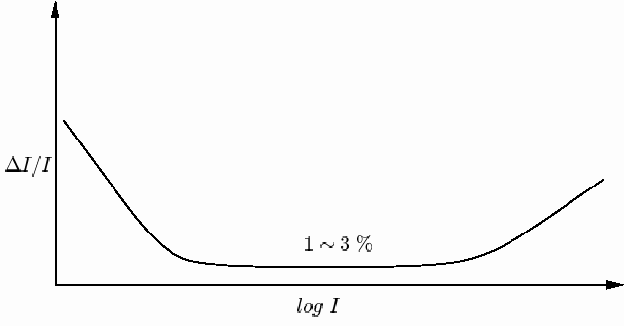 ΔI/I
1 ~ 3 %
log I